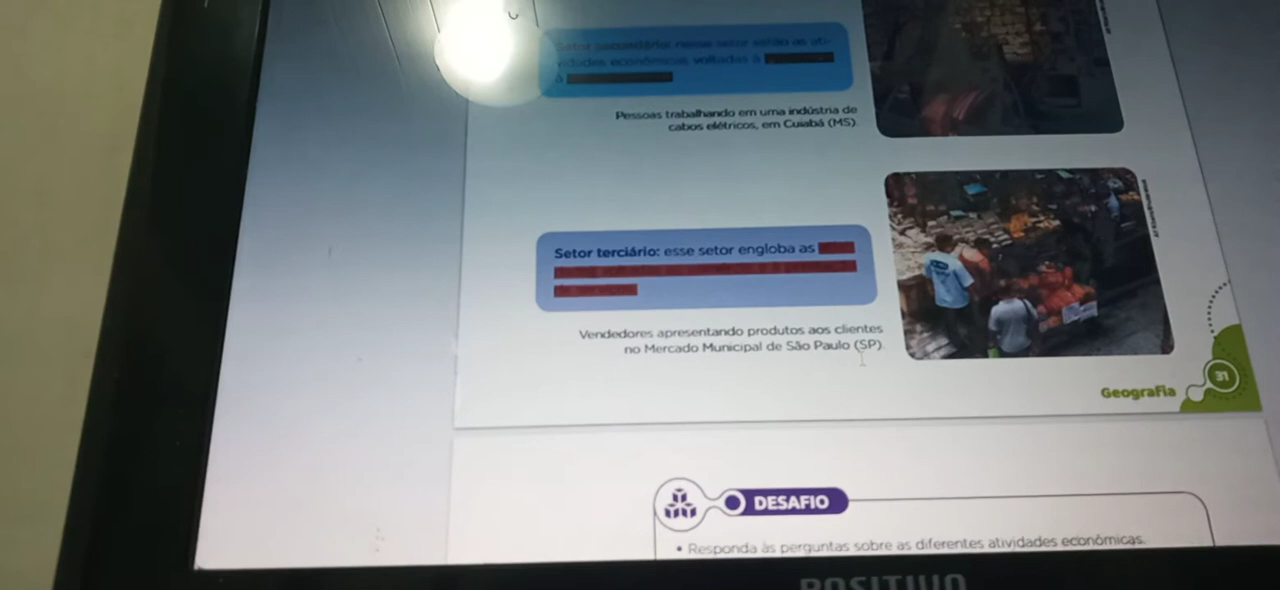 Setor secundário: nesse setor estão as ati-
vidades econômicas voltadas à
à
Pessoas trabalhando em uma indústria de
cabos elétricos, em Cuiabá (MS).
Setor terciário: esse setor engloba as
Vendedores apresentando produtos aos clientes
no Mercado Municipal de São Paulo (SP).
Geografia
31
DESAFIO
• Responda às perguntas sobre as diferentes atividades econômicas.
POSITIVO